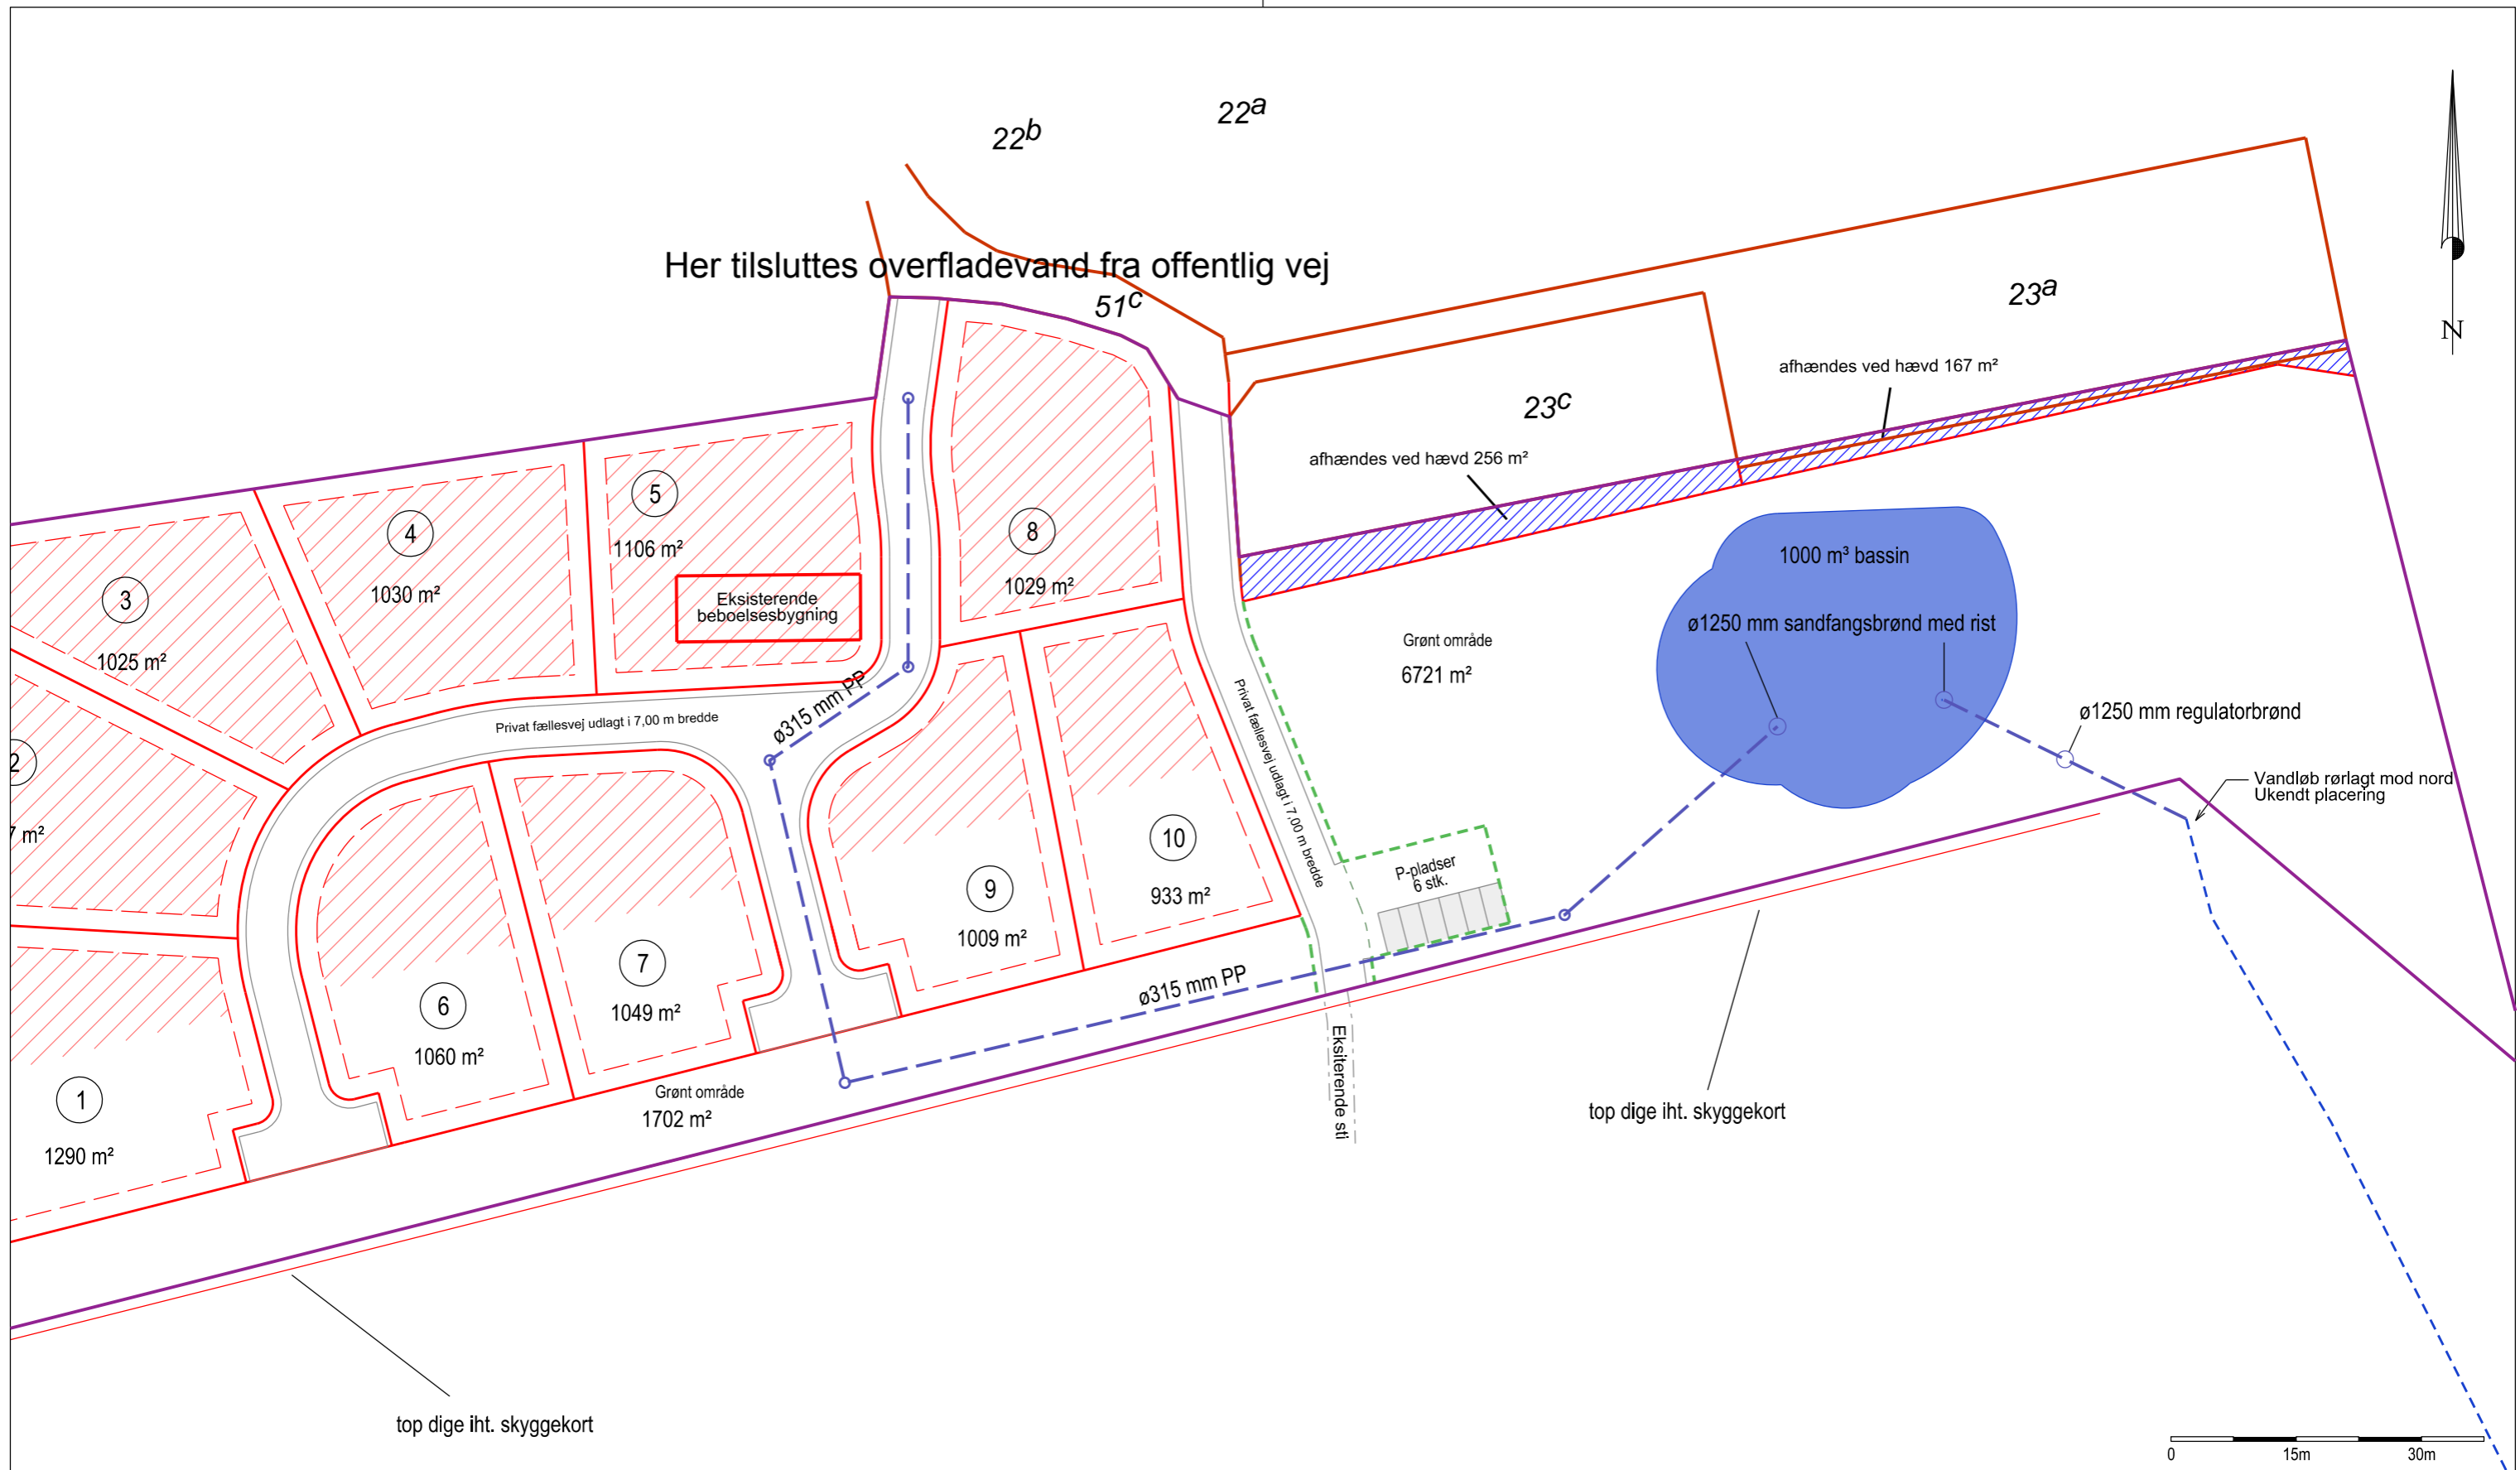 22ᵇ
22ᵃ
Her tilsluttes overfladevand fra offentlig vej
51ᶜ
23ᵃ
N
afhændes ved hævd 167 m²
23ᶜ
afhændes ved hævd 256 m²
5
1106 m²
4
1030 m²
8
1029 m²
Eksisterende
beboelsesbygning
3
1025 m²
1000 m³ bassin
ø1250 mm sandfangsbrønd med rist
Grønt område
6721 m²
ø1250 mm regulatorbrønd
Privat fællesvej udlagt i 7,00 m bredde
ø315 mm PP
Privat fællesvej udlagt i 7,00 m bredde
Vandløb rørlagt mod nord
Ukendt placering
2
7 m²
10
933 m²
P-pladser
6 stk.
9
1009 m²
7
1049 m²
6
1060 m²
ø315 mm PP
1
1290 m²
Grønt område
1702 m²
Eksiterende sti
top dige iht. skyggekort
top dige iht. skyggekort
0 15m 30m